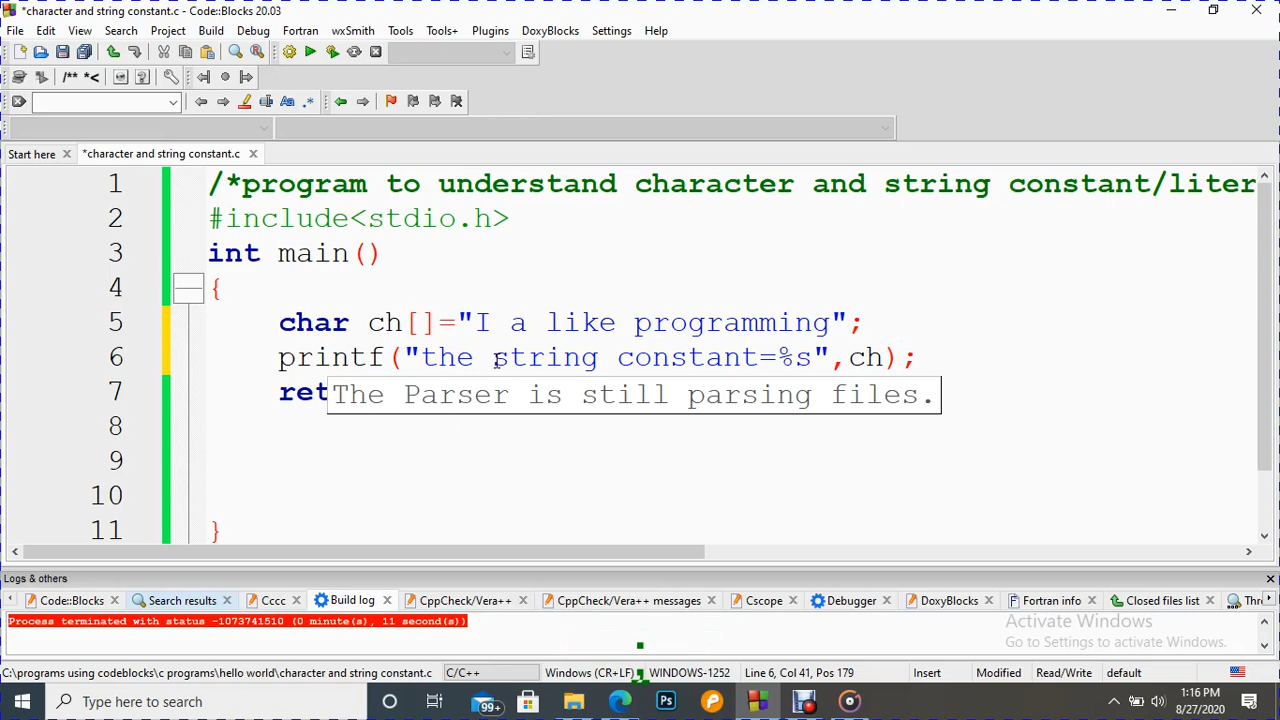 *character and string constant.c - Code::Blocks 20.03
File Edit View Search Project Build Debug Fortran wxSmith Tools Tools+ Plugins DoxyBlocks Settings Help
/** *<
Start here *character and string constant.c
1 /*program to understand character and string constant/liter
2 #include<stdio.h>
3 int main()
4 {
5 char ch[]="I a like programming";
6 printf("the string constant=%s",ch);
7 ret
The Parser is still parsing files.
8
9
10
11 }
Logs & others
Code::Blocks Search results Cccc Build log CppCheck/Vera++ CppCheck/Vera++ messages Cscope Debugger DoxyBlocks Fortran info Closed files list Thr
Process terminated with status -1073741510 (0 minute(s), 11 second(s))
Activate Windows
Go to Settings to activate Windows.
C:\programs using codeblocks\c programs\hello world\character and string constant.c C/C++ Windows (CR+LF) WINDOWS-1252 Line 6, Col 41, Pos 179 Insert Modified Read/Write default
Type here to search
99+
1:16 PM
8/27/2020